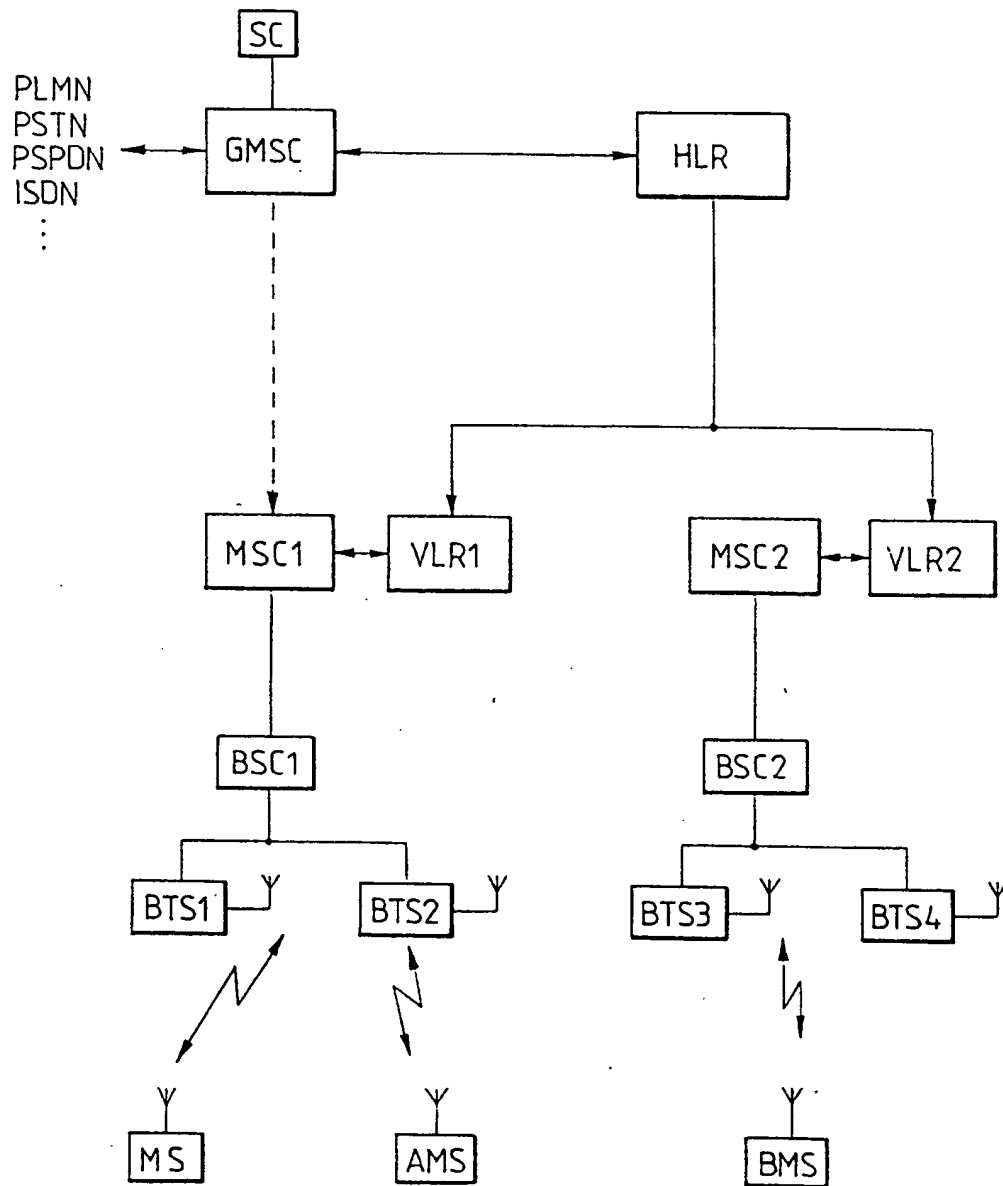 SC
PLMN
PSTN
PSPDN
ISDN
⋮
GMSC
HLR
MSC1
VLR1
MSC2
VLR2
BSC1
BSC2
BTS1
BTS2
BTS3
BTS4
MS
AMS
BMS